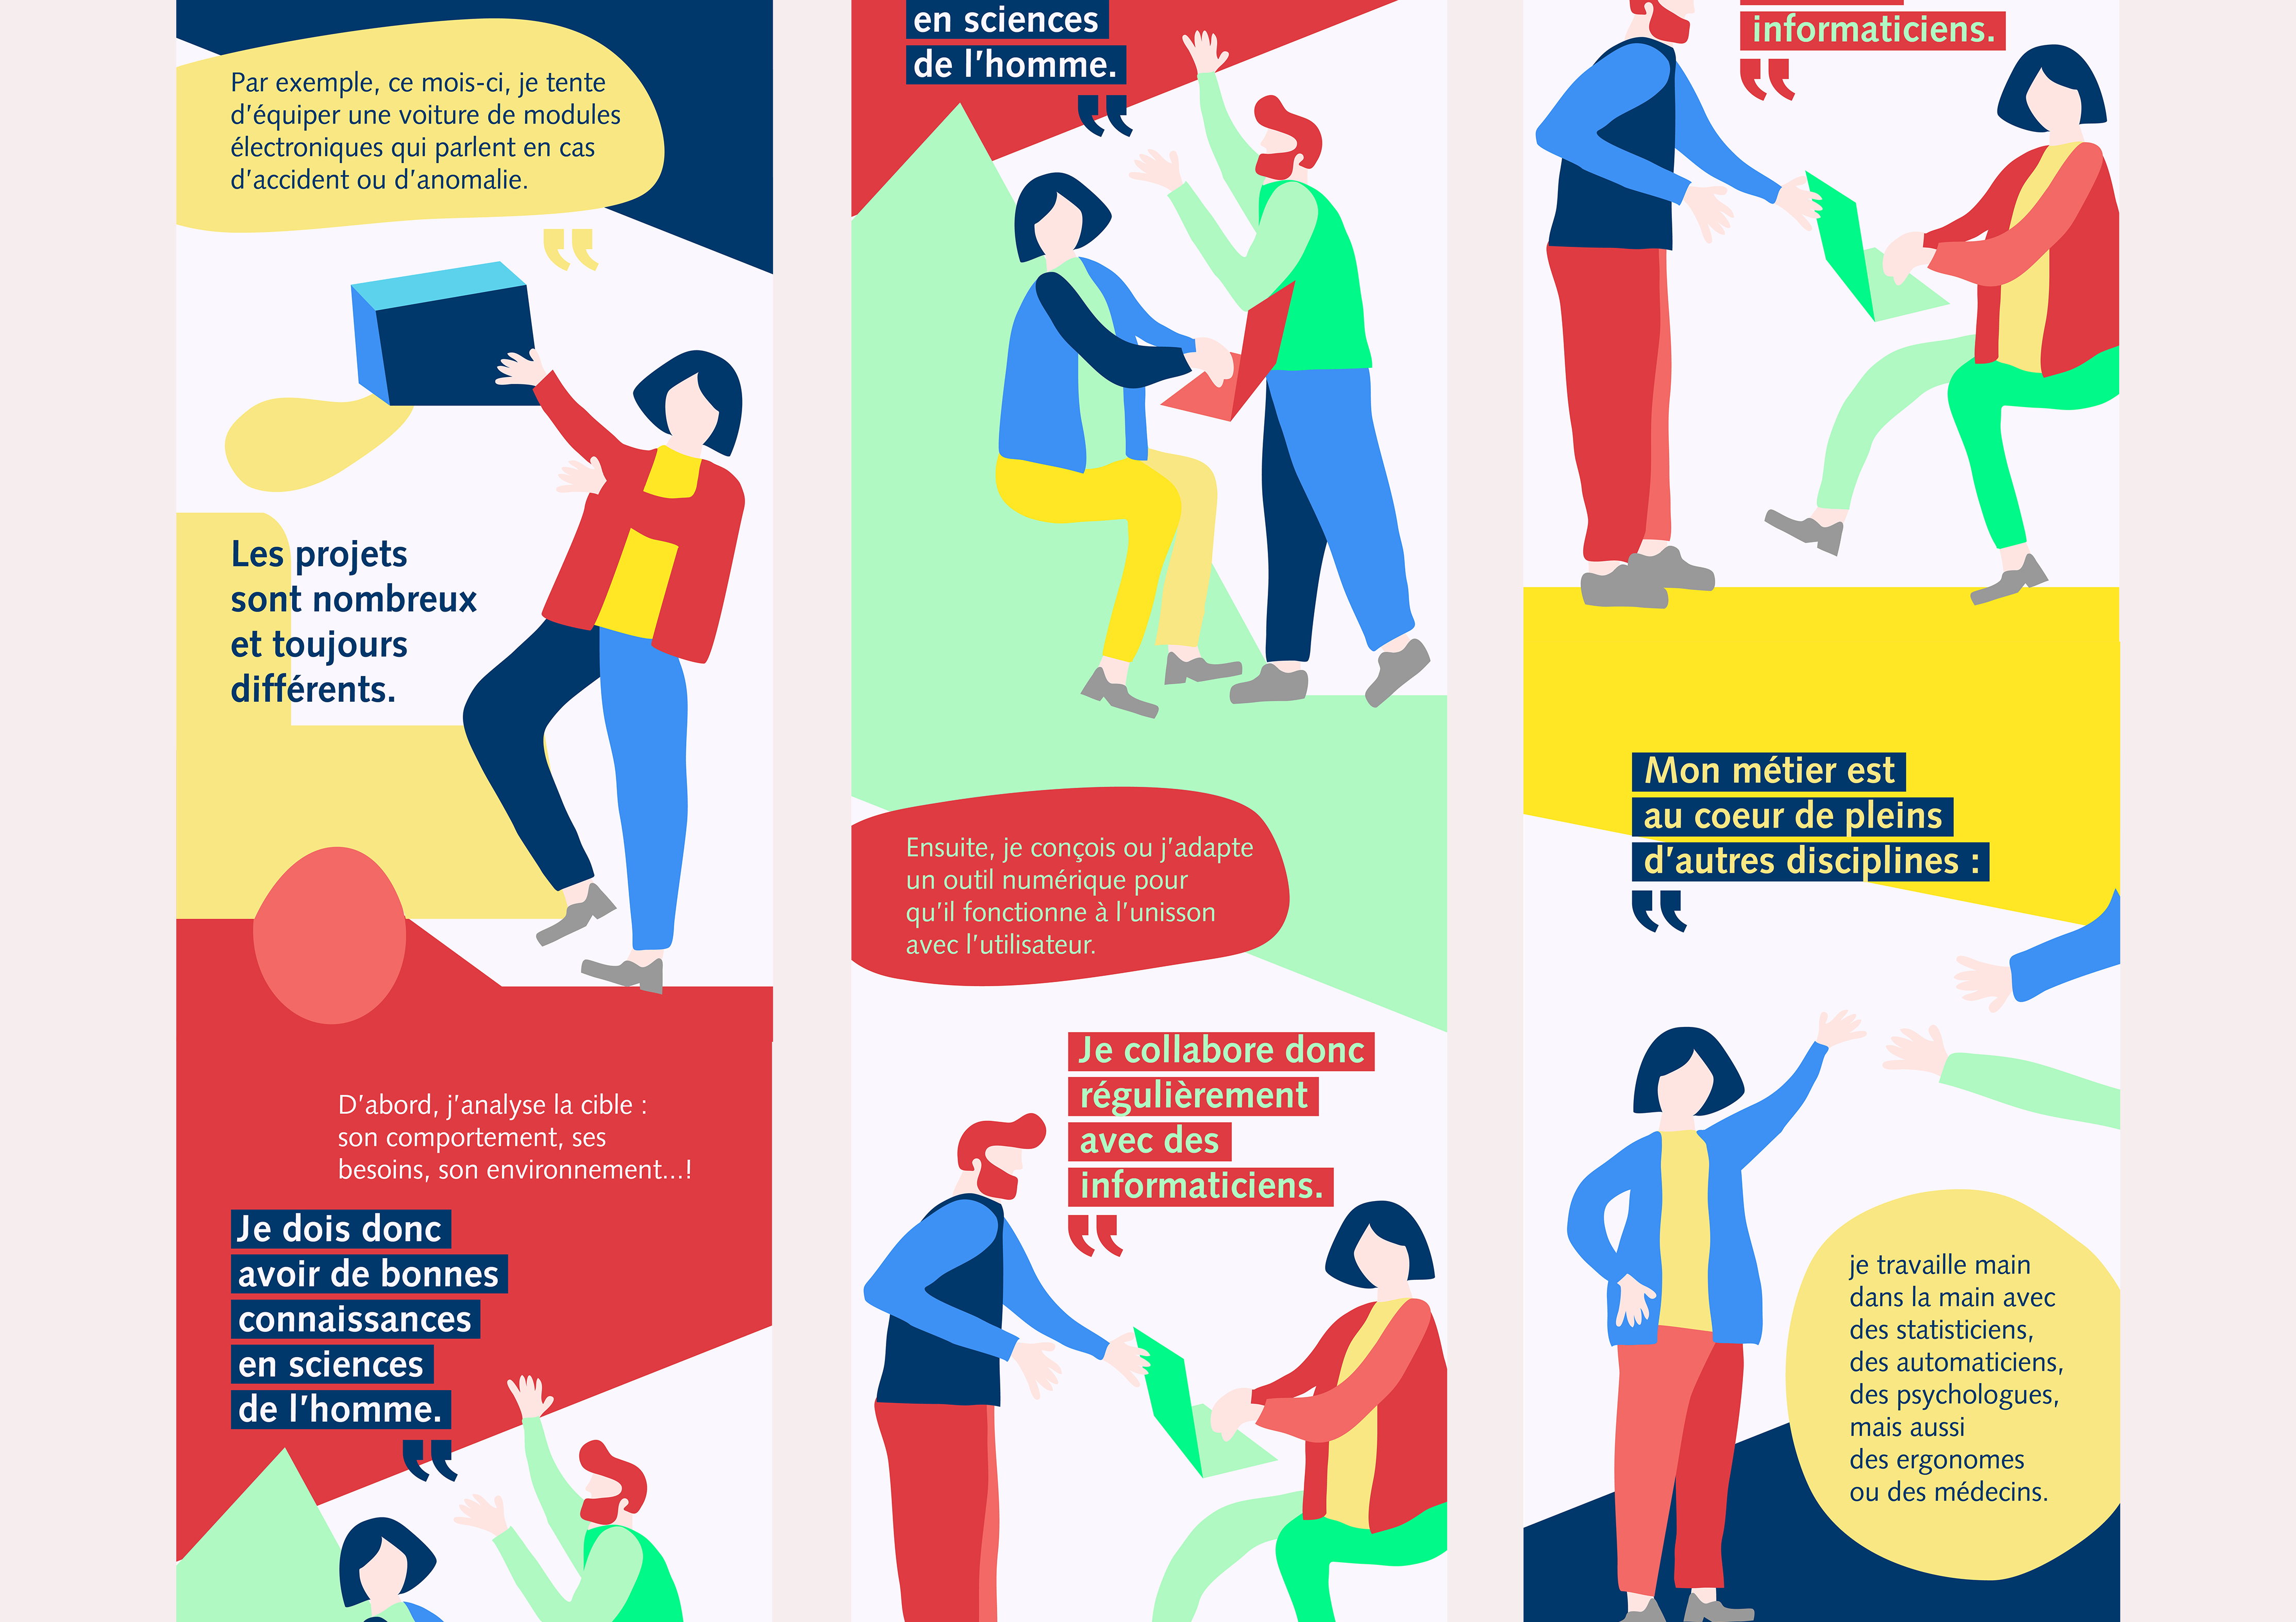 Par exemple, ce mois-ci, je tente
d'équiper une voiture de modules
électroniques qui parlent en cas
d'accident ou d'anomalie.
Les projets
sont nombreux
et toujours
différents.
D'abord, j'analyse la cible :
son comportement, ses
besoins, son environnement...!
Je dois donc
avoir de bonnes
connaissances
en sciences
de l'homme.
en sciences
de l'homme.
Ensuite, je conçois ou j'adapte
un outil numérique pour
qu'il fonctionne à l'unisson
avec l'utilisateur.
Je collabore donc
régulièrement
avec des
informaticiens.
informaticiens.
Mon métier est
au coeur de pleins
d'autres disciplines :
je travaille main
dans la main avec
des statisticiens,
des automaticiens,
des psychologues,
mais aussi
des ergonomes
ou des médecins.